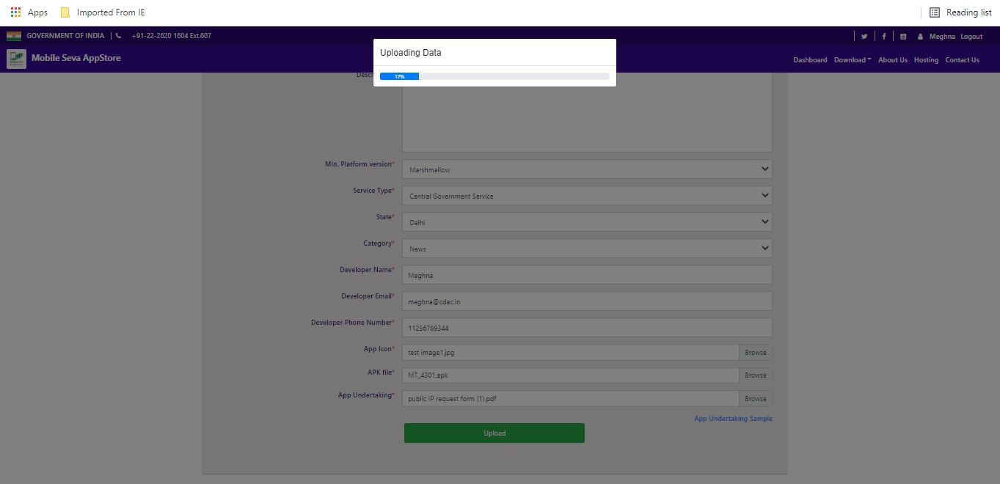 Apps Imported From IE Reading list
GOVERNMENT OF INDIA +91-22-2620 1604 Ext.607 Meghna Logout
Mobile Seva AppStore Dashboard Download About Us Hosting Contact Us
Uploading Data
17%
Descr
Min. Platform version* Marshmallow
Service Type* Central Government Service
State* Delhi
Category* News
Developer Name* Meghna
Developer Email* meghna@cdac.in
Developer Phone Number* 11256789344
App Icon* test image1.jpg Browse
APK file* MT_4301.apk Browse
App Undertaking* public IP request form (1).pdf Browse
App Undertaking Sample
Upload